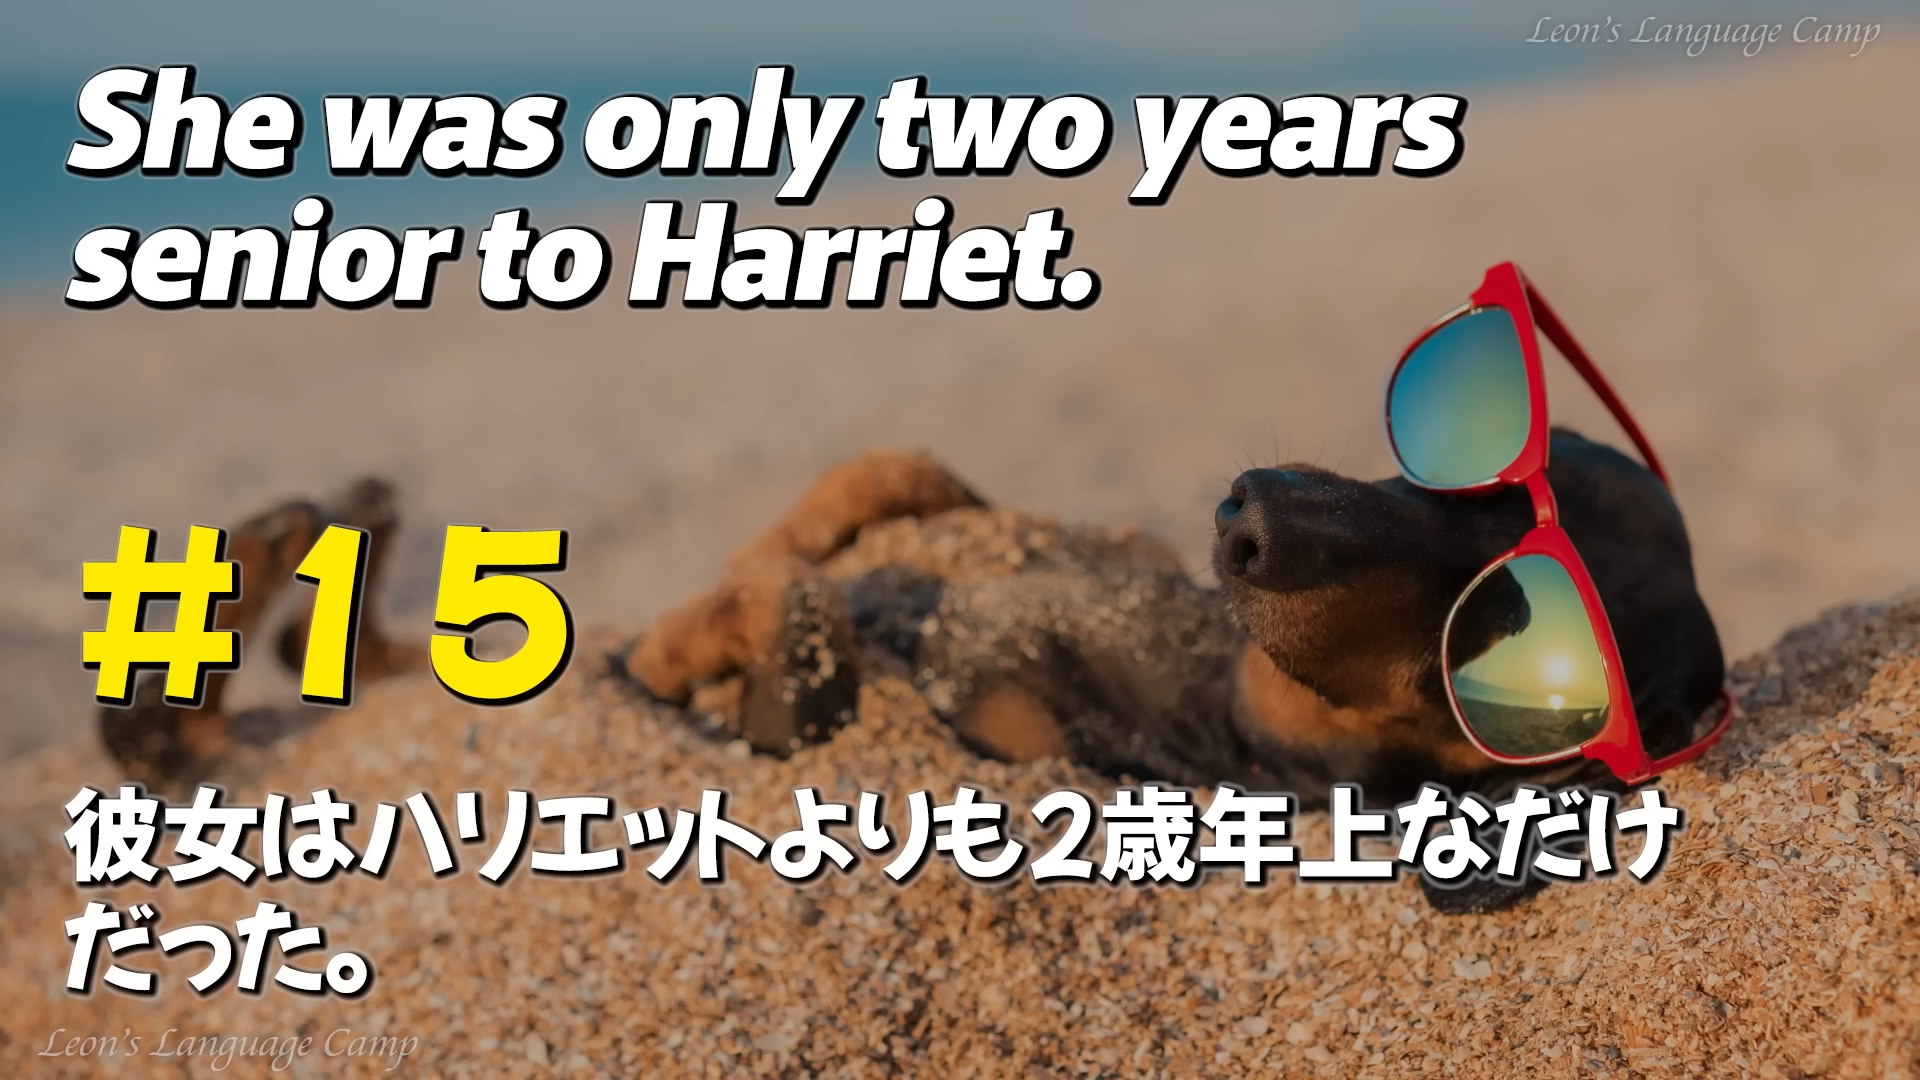 Leon's Language Camp
She was only two years
senior to Harriet.
#15
彼女はハリエットよりも2歳年上なだけ
だった。
Leon's Language Camp